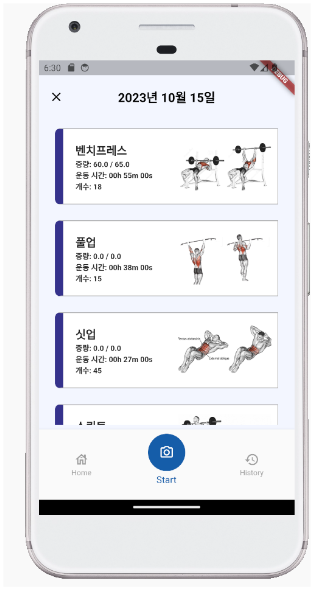 6:30
DEBUG
2023년 10월 15일
벤치프레스
중량: 60.0 / 65.0
운동 시간: 00h 55m 00s
개수: 18
풀업
중량: 0.0 / 0.0
운동 시간: 00h 38m 00s
개수: 15
싯업
중량: 0.0 / 0.0
운동 시간: 00h 27m 00s
개수: 45
Home
Start
History